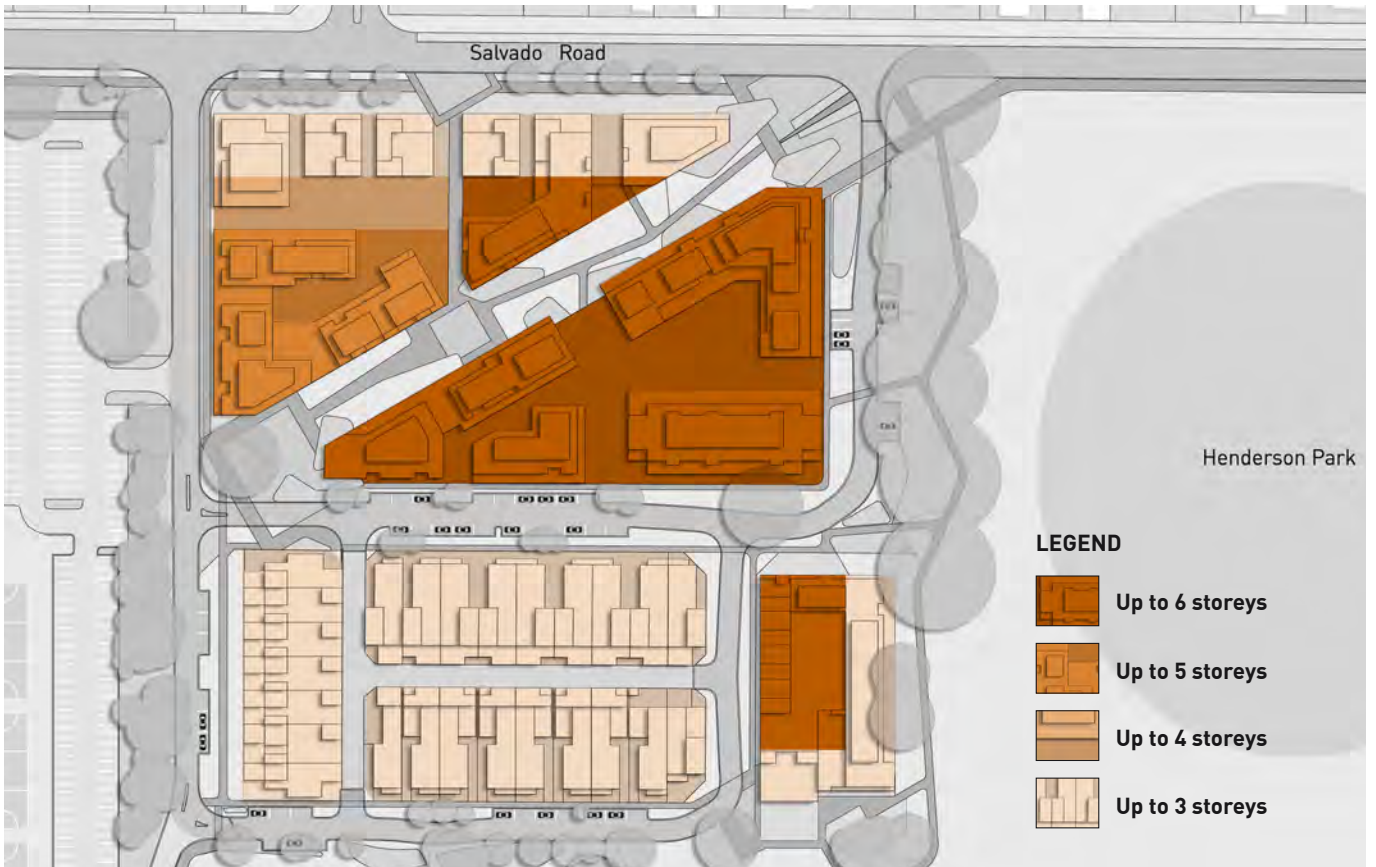 Salvado Road
Henderson Park
LEGEND
Up to 6 storeys
Up to 5 storeys
Up to 4 storeys
Up to 3 storeys